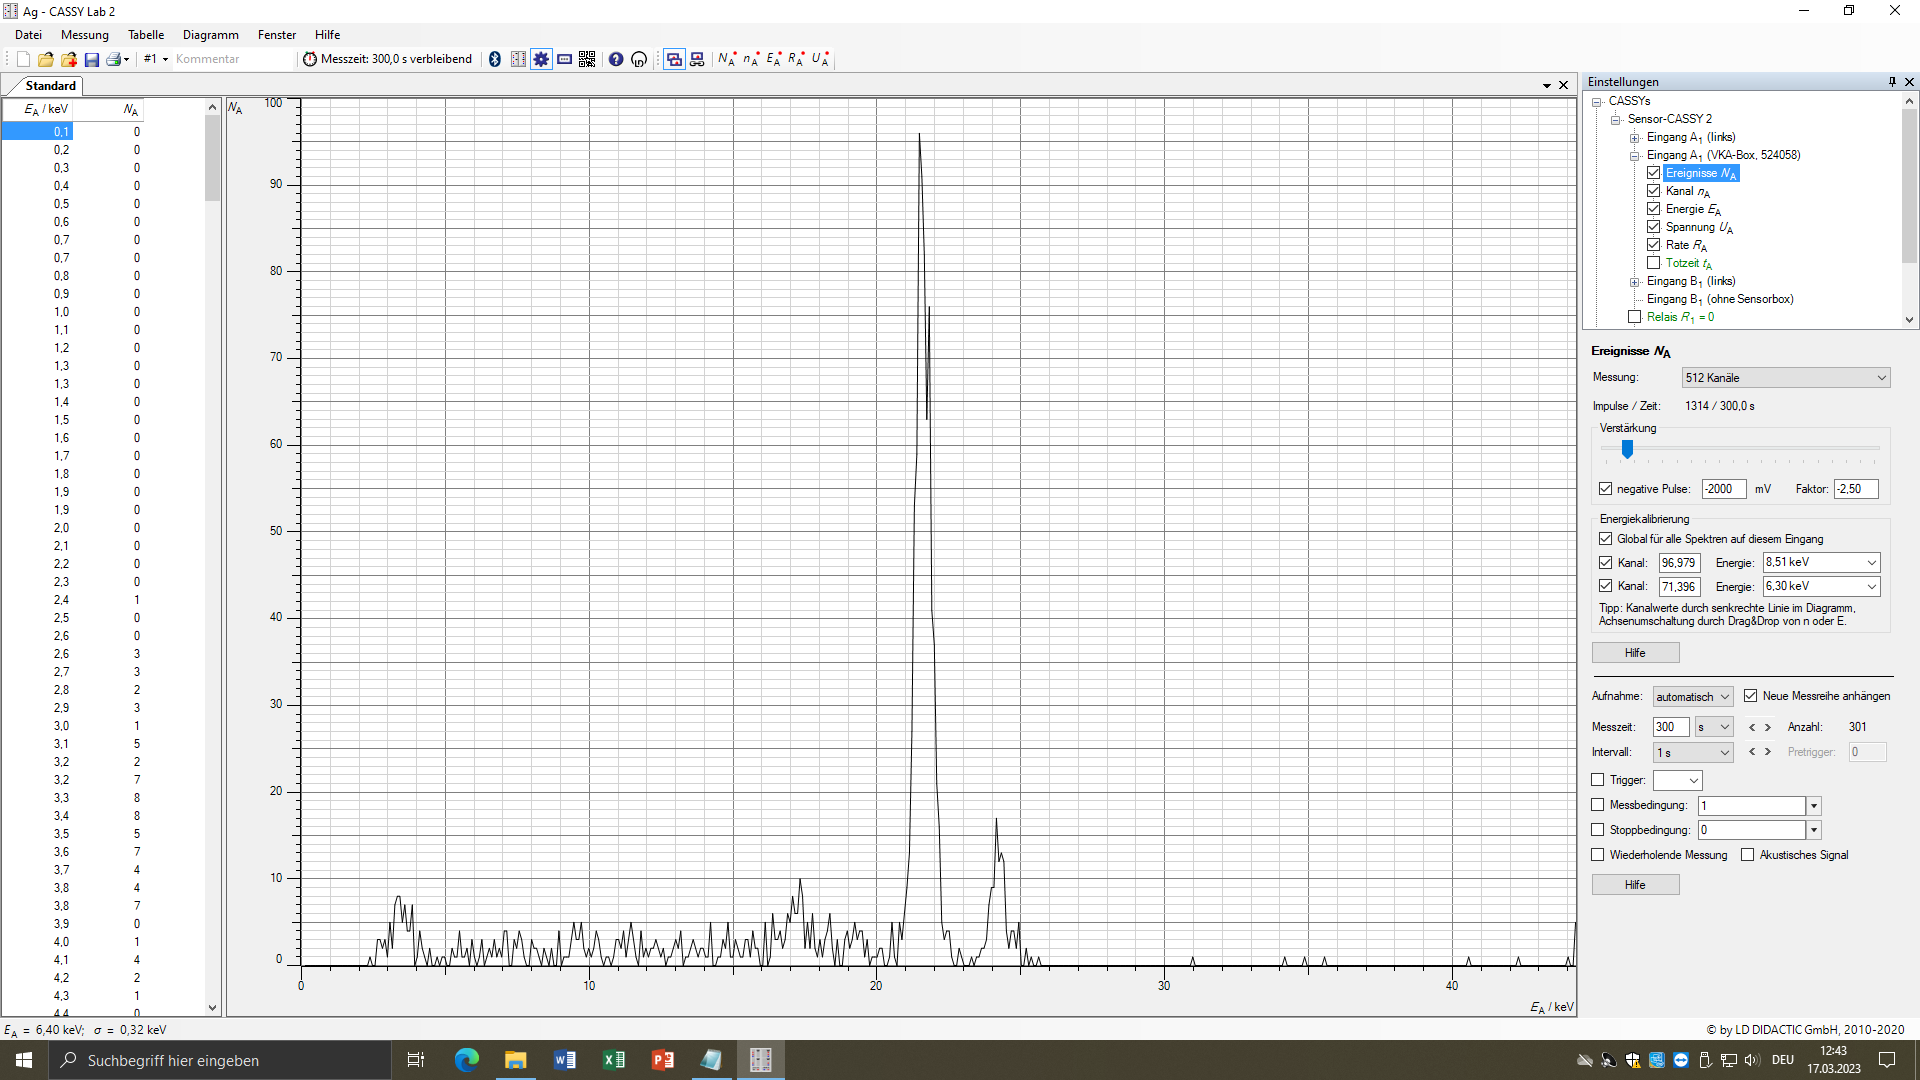 Ag - CASSY Lab 2
Datei Messung Tabelle Diagramm Fenster Hilfe
#1 Kommentar Messzeit: 300,0 s verbleibend NA nA EA RA UA
Standard
EA / keV NA
0,1 0
0,2 0
0,3 0
0,4 0
0,5 0
0,6 0
0,7 0
0,7 0
0,8 0
0,9 0
1,0 0
1,1 0
1,2 0
1,3 0
1,3 0
1,4 0
1,5 0
1,6 0
1,7 0
1,8 0
1,9 0
1,9 0
2,0 0
2,1 0
2,2 0
2,3 0
2,4 1
2,5 0
2,6 0
2,6 3
2,7 3
2,8 2
2,9 3
3,0 1
3,1 5
3,2 2
3,2 7
3,3 8
3,4 8
3,5 5
3,6 7
3,7 4
3,8 4
3,8 7
3,9 0
4,0 1
4,1 4
4,2 2
4,3 1
4,4 0
NA
100
90
80
70
60
50
40
30
20
10
0
0 10 20 30 40
EA / keV
Einstellungen
CASSYs
Sensor-CASSY 2
Eingang A1 (links)
Eingang A1 (VKA-Box, 524058)
Ereignisse NA
Kanal nA
Energie EA
Spannung UA
Rate RA
Totzeit tA
Eingang B1 (links)
Eingang B1 (ohne Sensorbox)
Relais R1 = 0
Ereignisse NA
Messung: 512 Kanäle
Impulse / Zeit: 1314 / 300,0 s
Verstärkung
negative Pulse: -2000 mV Faktor: -2,50
Energiekalibrierung
Global für alle Spektren auf diesem Eingang
Kanal: 96,979 Energie: 8,51 keV
Kanal: 71,396 Energie: 6,30 keV
Tipp: Kanalwerte durch senkrechte Linie im Diagramm,
Achsenumschaltung durch Drag&Drop von n oder E.
Hilfe
Aufnahme: automatisch Neue Messreihe anhängen
Messzeit: 300 s < > Anzahl: 301
Intervall: 1 s < > Pretrigger: 0
Trigger:
Messbedingung: 1
Stoppbedingung: 0
Wiederholende Messung Akustisches Signal
Hilfe
EA = 6,40 keV; σ = 0,32 keV
© by LD DIDACTIC GmbH, 2010-2020
Suchbegriff hier eingeben
DEU
12:43
17.03.2023